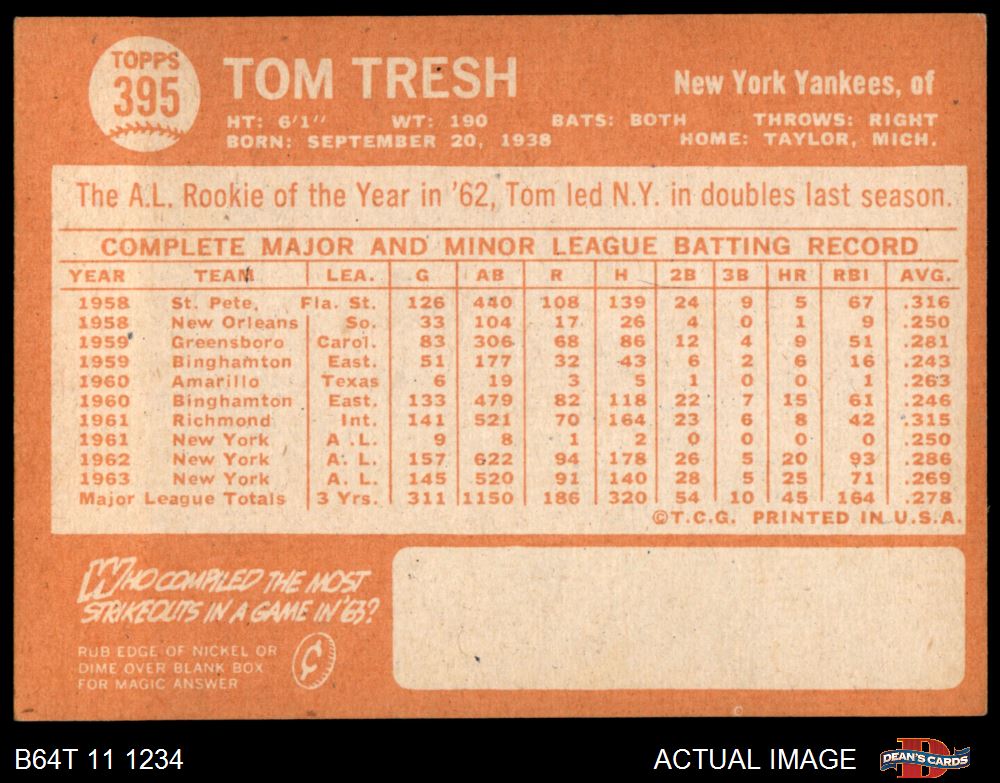 TOPPS
395
TOM TRESH
New York Yankees, of
HT: 6'1" WT: 190 BATS: BOTH THROWS: RIGHT
BORN: SEPTEMBER 20, 1938 HOME: TAYLOR, MICH.
The A.L. Rookie of the Year in '62, Tom led N.Y. in doubles last season.
COMPLETE MAJOR AND MINOR LEAGUE BATTING RECORD
YEAR TEAM LEA. G AB R H 2B 3B HR RBI AVG.
1958 St. Pete. Fla. St. 126 440 108 139 24 9 5 67 .316
1958 New Orleans So. 33 104 17 26 4 0 1 9 .250
1959 Greensboro Carol. 83 306 68 86 12 4 9 51 .281
1959 Binghamton East. 51 177 32 43 6 2 6 16 .243
1960 Amarillo Texas 6 19 3 5 1 0 0 1 .263
1960 Binghamton East. 133 479 82 118 22 7 15 61 .246
1961 Richmond Int. 141 521 70 164 23 6 8 42 .315
1961 New York A .L. 9 8 1 2 0 0 0 0 .250
1962 New York A. L. 157 622 94 178 26 5 20 93 .286
1963 New York A. L. 145 520 91 140 28 5 25 71 .269
Major League Totals 3 Yrs. 311 1150 186 320 54 10 45 164 .278
©T.C.G. PRINTED IN U.S.A.
WHO COMPILED THE MOST
STRIKEOUTS IN A GAME IN '63?
RUB EDGE OF NICKEL OR
DIME OVER BLANK BOX
FOR MAGIC ANSWER
¢
B64T 11 1234
ACTUAL IMAGE
D
DEAN'S CARDS